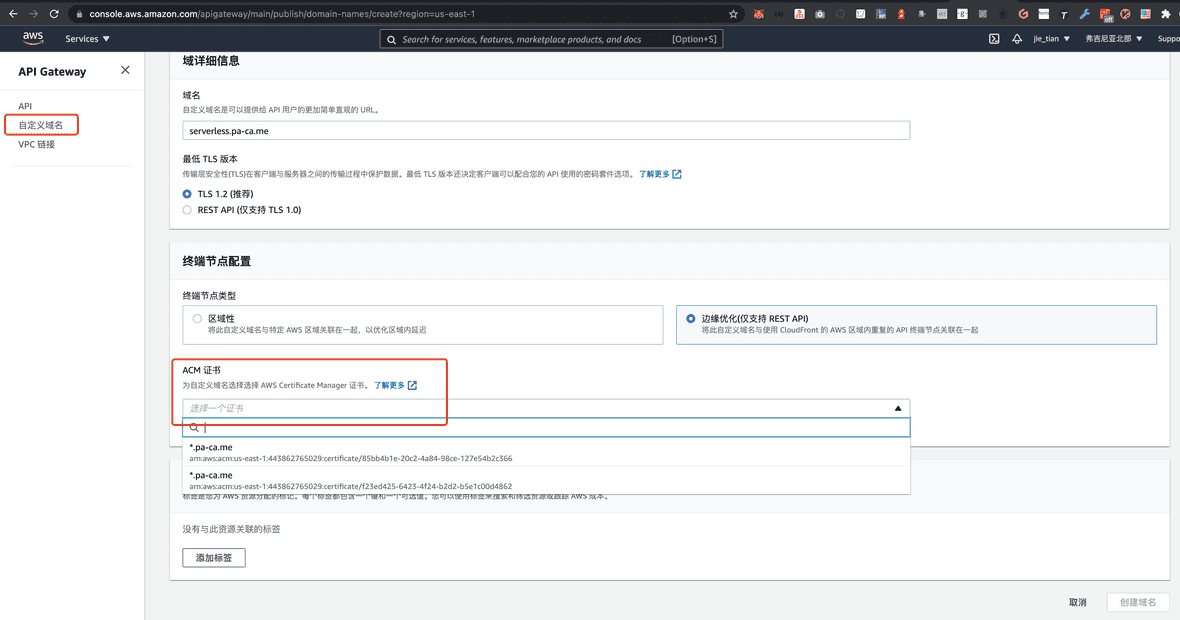 console.aws.amazon.com/apigateway/main/publish/domain-names/create?region=us-east-1
aws
Services ▼
Search for services, features, marketplace products, and docs
[Option+S]
jie_tian ▼
弗吉尼亚北部 ▼
Suppo
API Gateway
API
自定义域名
VPC 链接
域详细信息
域名
自定义域名是可以提供给 API 用户的更加简单直观的 URL。
serverless.pa-ca.me
最低 TLS 版本
传输层安全性(TLS)在客户端与服务器之间的传输过程中保护数据。最低 TLS 版本还决定客户端可以配合您的 API 使用的密码套件选项。 了解更多
TLS 1.2 (推荐)
REST API (仅支持 TLS 1.0)
终端节点配置
终端节点类型
区域性
将此自定义域名与特定 AWS 区域关联在一起，以优化区域内延迟
边缘优化(仅支持 REST API)
将此自定义域名与使用 CloudFront 的 AWS 区域内重复的 API 终端节点关联在一起
ACM 证书
为自定义域名选择选择 AWS Certificate Manager 证书。 了解更多
选择一个证书
*.pa-ca.me
arn:aws:acm:us-east-1:443862765029:certificate/85bb4b1e-20c2-4a84-98ce-127e54b2c366
*.pa-ca.me
arn:aws:acm:us-east-1:443862765029:certificate/f23ed425-6423-4f24-b2d2-b5e1c00d4862
标签是您为 AWS 资源分配的标记。每个标签都包含一个键和一个可选值。您可以使用标签来搜索和筛选资源或跟踪 AWS 成本。
没有与此资源关联的标签
添加标签
取消
创建域名